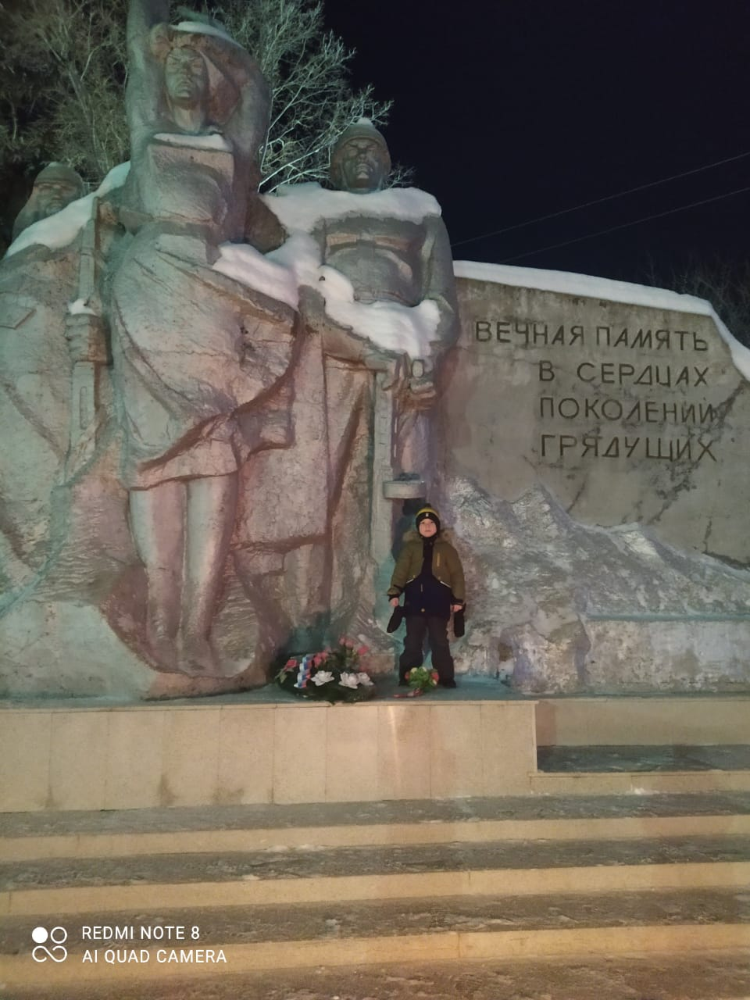 ВЕЧНАЯ ПАМЯТЬ
В СЕРДЦАХ
ПОКОЛЕНИЙ
ГРЯДУЩИХ
REDMI NOTE 8
AI QUAD CAMERA